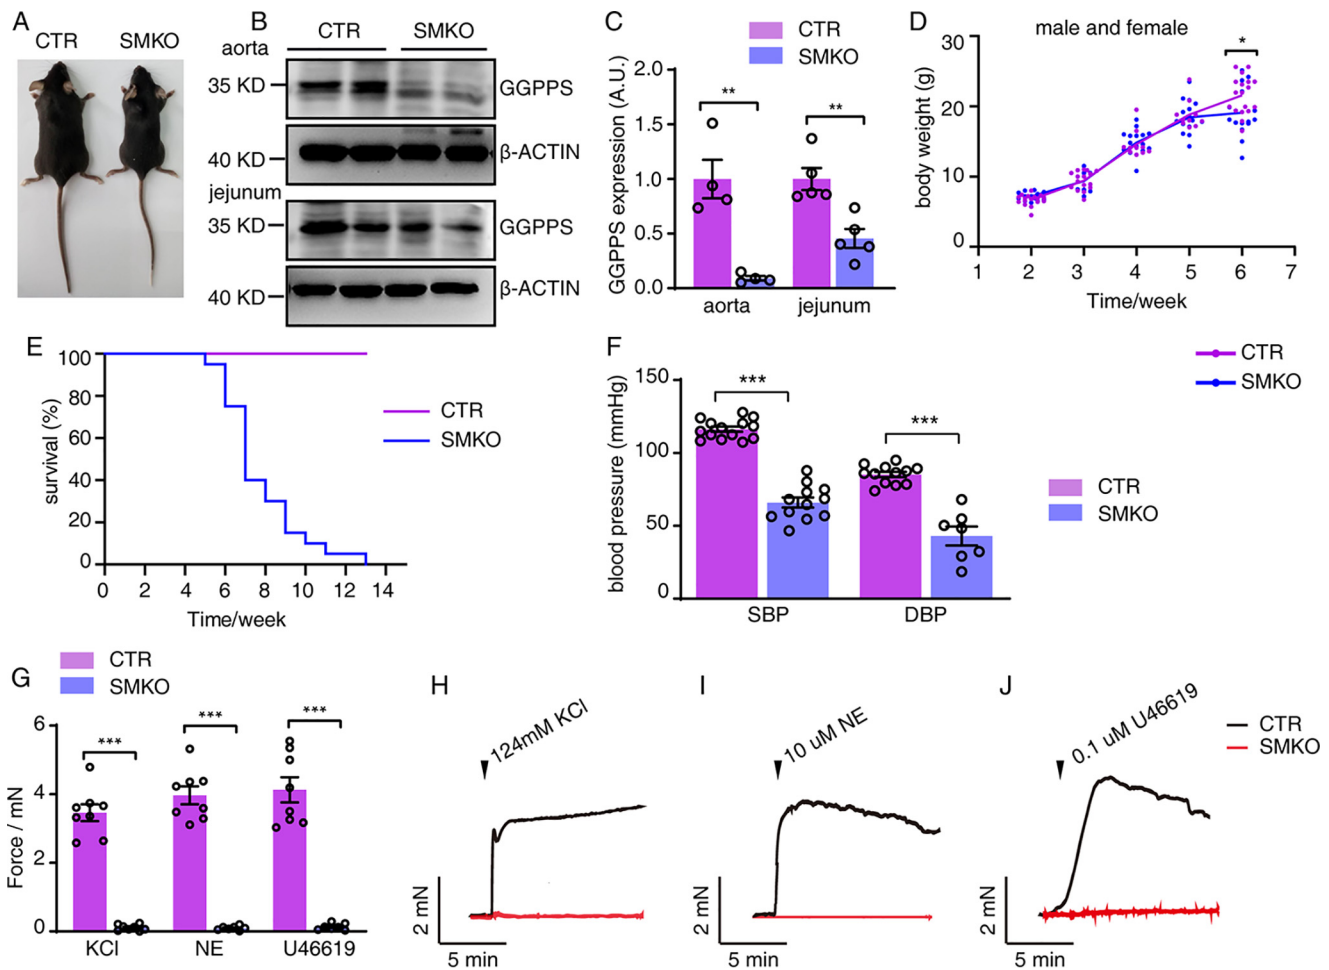 A
CTR SMKO
B
CTR SMKO
aorta
35 KD
GGPPS
40 KD
β-ACTIN
jejunum
35 KD
GGPPS
40 KD
β-ACTIN
C
CTR
SMKO
GGPPS expression (A.U.)
2.0
1.5
1.0
0.5
0.0
** **
aorta jejunum
D
male and female
*
body weight (g)
30
20
10
0
1 2 3 4 5 6 7
Time/week
CTR
SMKO
E
survival (%)
100
80
60
40
20
0
0 2 4 6 8 10 12 14
Time/week
CTR
SMKO
F
blood pressure (mmHg)
150
100
50
0
*** ***
SBP DBP
CTR
SMKO
G
CTR
SMKO
Force / mN
6
4
2
0
*** *** ***
KCl NE U46619
H
124mM KCl
2 mN
5 min
I
10 uM NE
2 mN
5 min
J
0.1 uM U46619
2 mN
5 min
CTR
SMKO